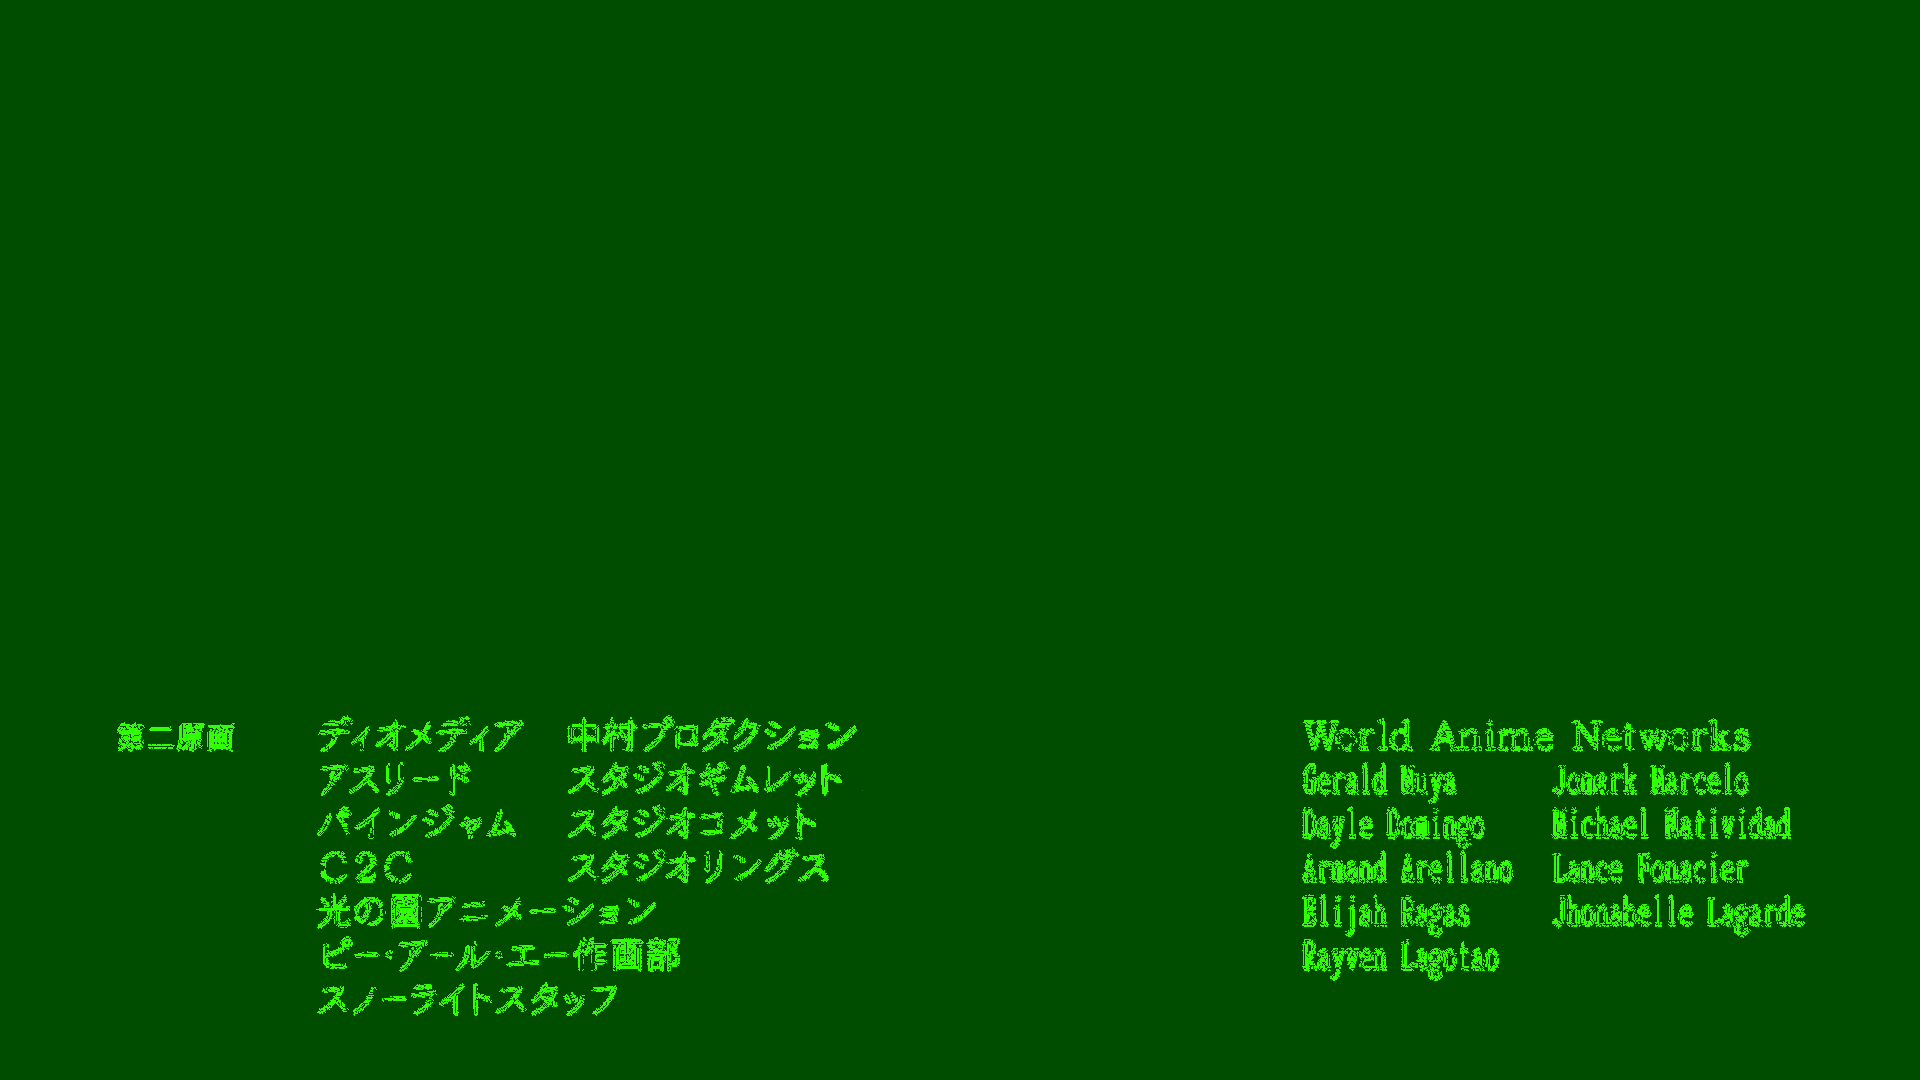 第二原画 ディオメディア 中村プロダクション
アスリード スタジオギムレット
パインジャム スタジオコメット
C2C スタジオリングス
光の園アニメーション
ピー・アール・エー作画部
スノーライトスタッフ
World Anime Networks
Gerald Nuya Jomark Marcelo
Dayle Domingo Michael Natividad
Armand Arellano Lance Fonacier
Elijah Ragas Jhonabelle Lagarde
Rayven Lagotao